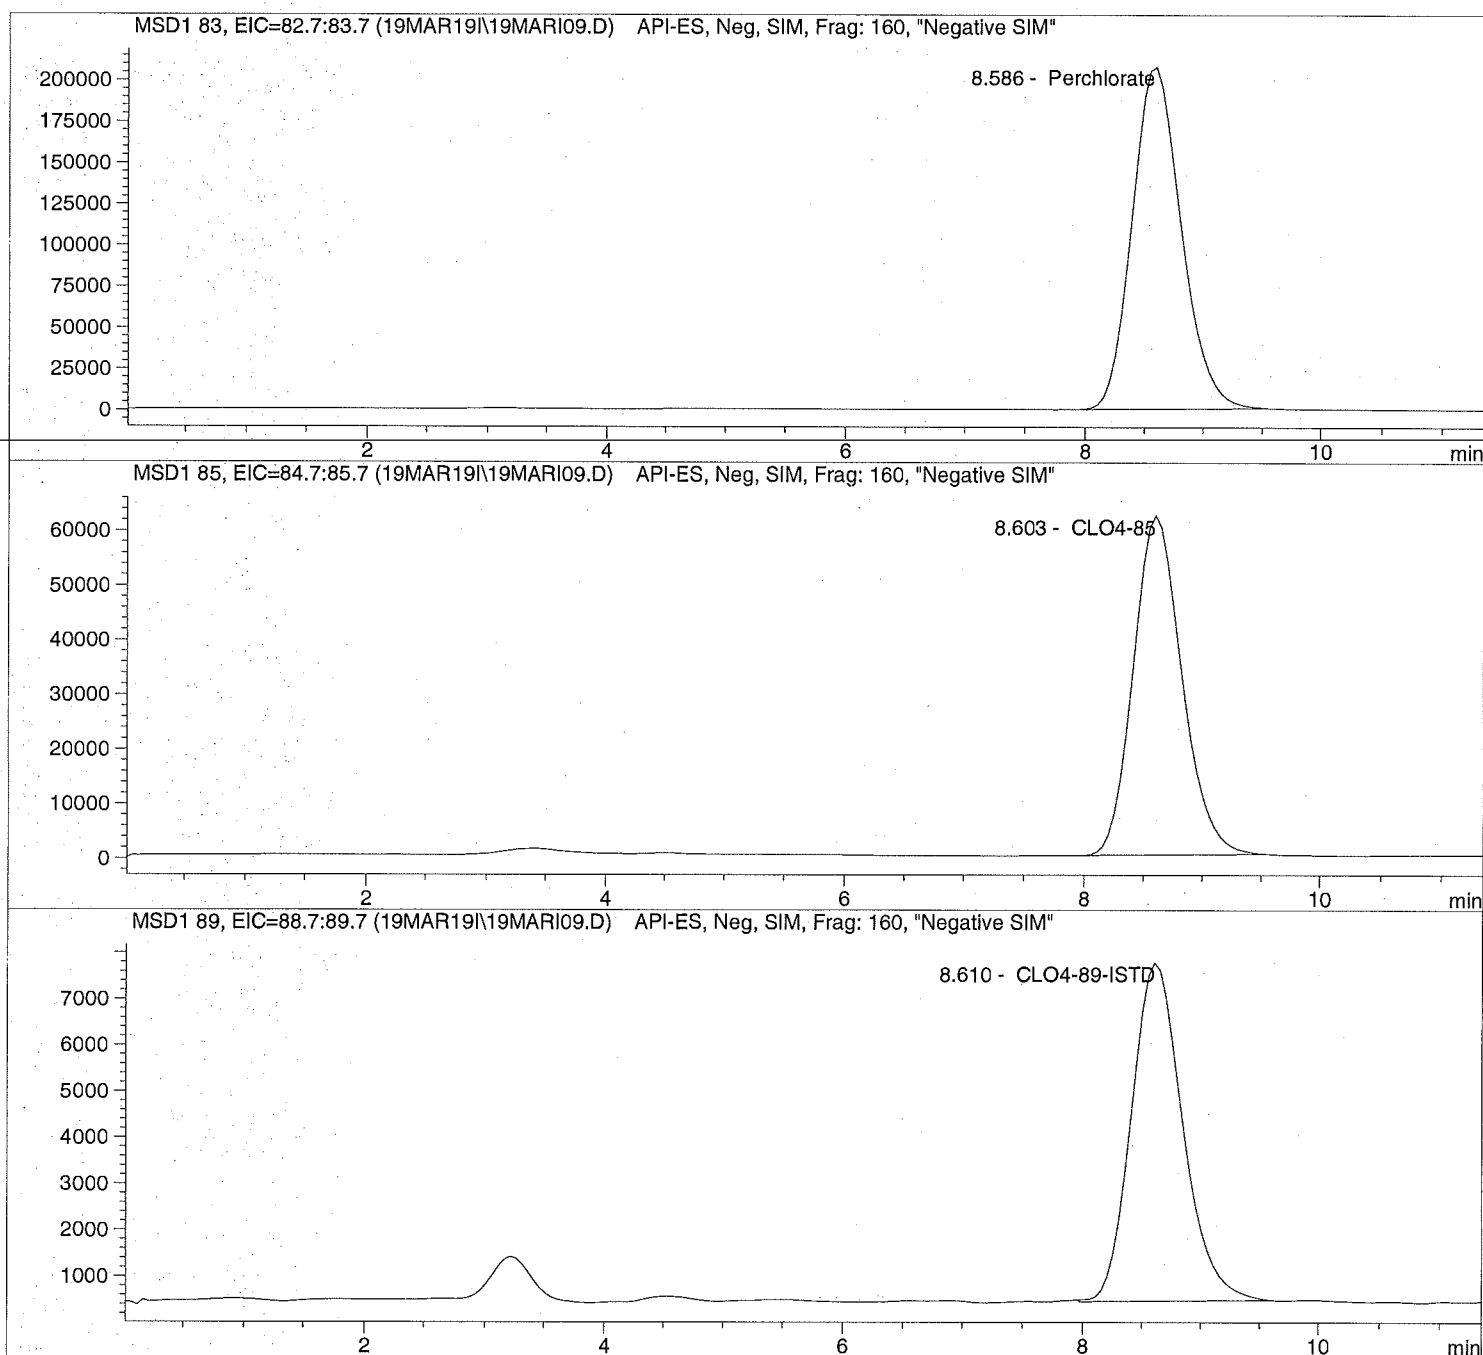 MSD1 83, EIC=82.7:83.7 (19MAR19I\19MARI09.D) API-ES, Neg, SIM, Frag: 160, "Negative SIM"
8.586 - Perchlorate
200000
175000
150000
125000
100000
75000
50000
25000
0
2 4 6 8 10 min
MSD1 85, EIC=84.7:85.7 (19MAR19I\19MARI09.D) API-ES, Neg, SIM, Frag: 160, "Negative SIM"
8.603 - CLO4-85
60000
50000
40000
30000
20000
10000
0
2 4 6 8 10 min
MSD1 89, EIC=88.7:89.7 (19MAR19I\19MARI09.D) API-ES, Neg, SIM, Frag: 160, "Negative SIM"
8.610 - CLO4-89-ISTD
7000
6000
5000
4000
3000
2000
1000
2 4 6 8 10 min